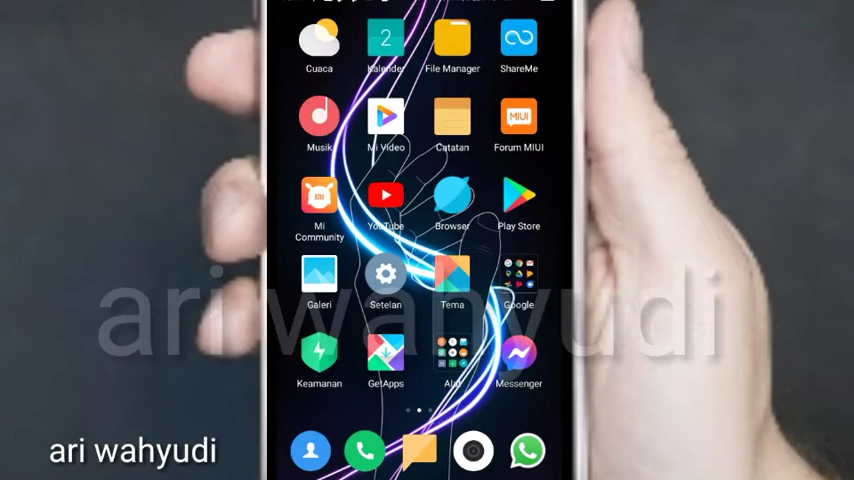 Cuaca
2
Kalender
File Manager
ShareMe
Musik
Mi Video
Catatan
MIUI
Forum MIUI
Mi Community
YouTube
Browser
Play Store
Galeri
Setelan
Tema
Google
Keamanan
GetApps
Alat
Messenger
ari wahyudi
ari wahyudi